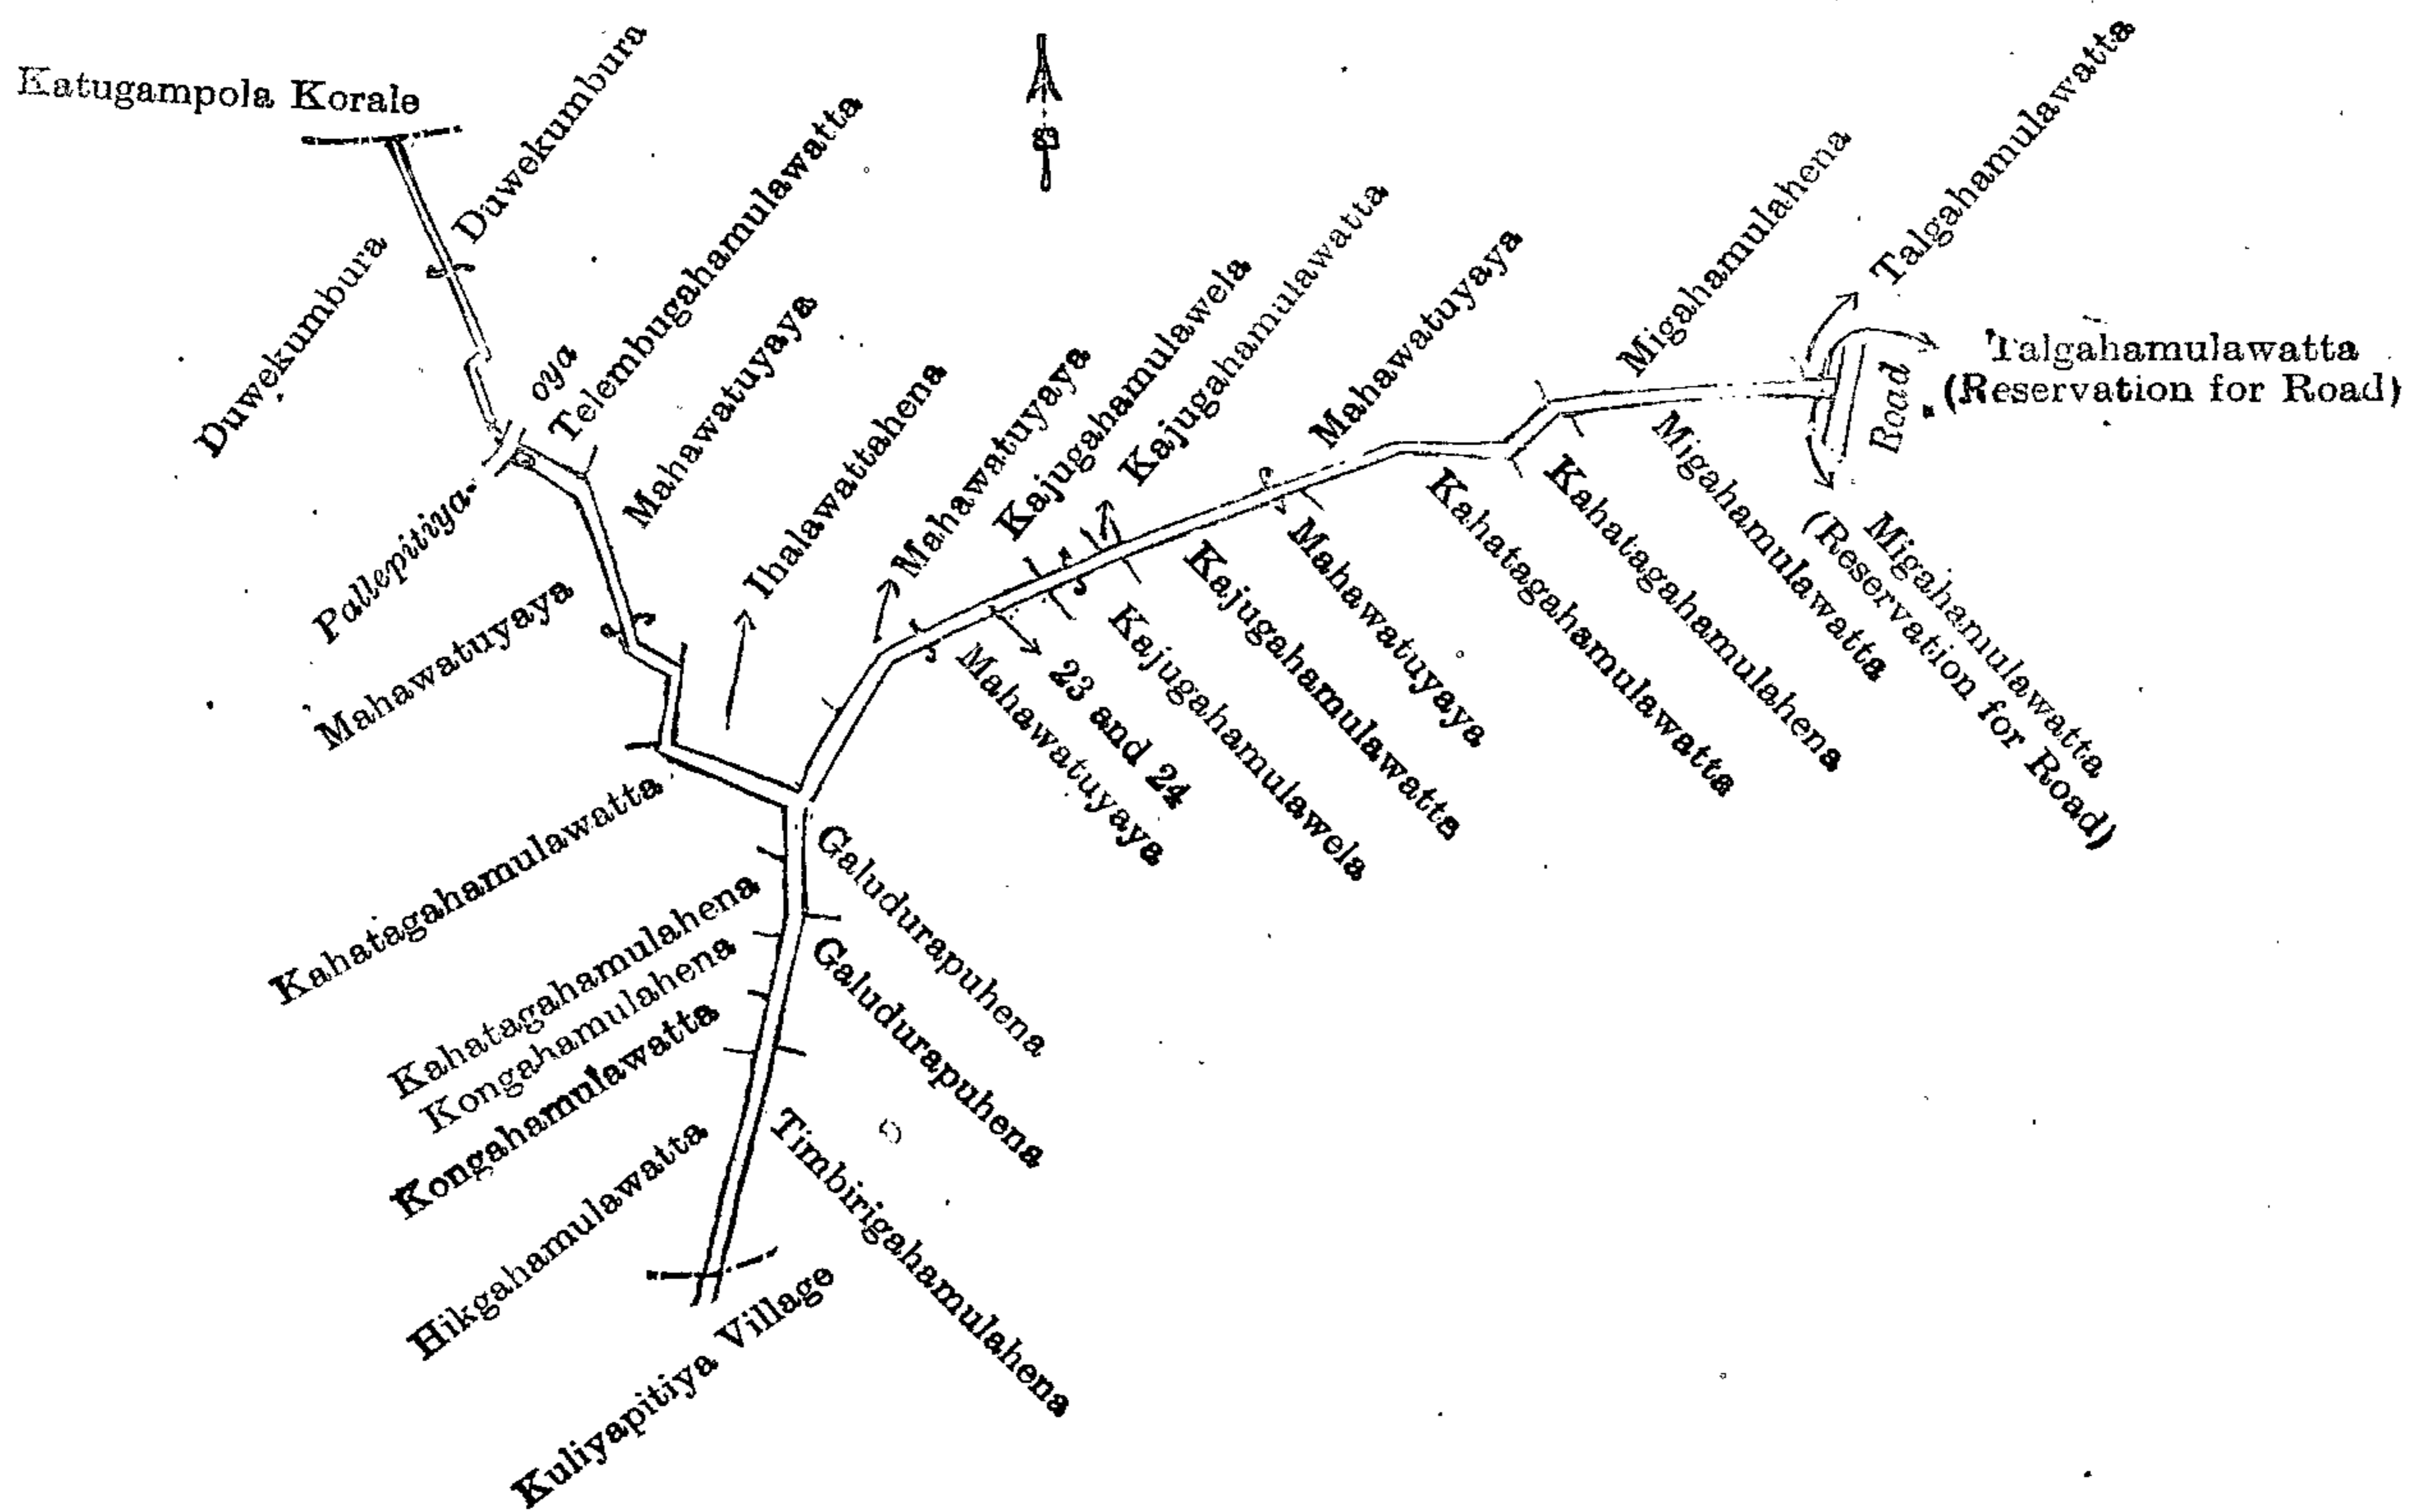 Katugampola Korale
Duwekumbura
Duwekumbura
Pallepitiya oya
Telembugahamulawatta
Mahawatuyaya
Mahawatuyaya
Ihalawattahena
Mahawatuyaya
Kajugahamulawela
Kajugahamulawatta
Mahawatuyaya
Migahamulahena
Talgahamulawatta
Talgahamulawatta
(Reservation for Road)
Road
Migahamulawatta
(Reservation for Road)
Migahamulawatta
Kahatagahamulahena
Kahatagahamulawatta
Mahawatuyaya
Kajugahamulawatta
Kajugahamulawela
23 and 24
Mahawatuyaya
Galudurapuhena
Galudurapuhena
Timbirigahamulahena
Kahatagahamulawatta
Kahatagahamulahena
Kongahamulahena
Kongahamulawatta
Hikgahamulawatta
Kuliyapitiya Village